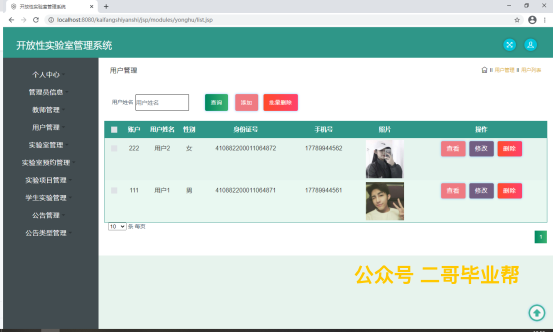 开放性实验室管理系统
localhost:8080/kaifangshiyanshi/jsp/modules/yonghu/list.jsp
开放性实验室管理系统
个人中心
管理员信息
教师管理
用户管理
实验室管理
实验室预约管理
实验项目管理
学生实验管理
公告管理
公告类型管理
用户管理
用户管理 用户列表
用户姓名 用户姓名 查询 添加 批量删除
账户 用户姓名 性别 身份证号 手机号 照片 操作
222 用户2 女 410882200011064872 17789944562 查看 修改 删除
111 用户1 男 410882200011064871 17789944561 查看 修改 删除
10 条 每页
1
公众号 二哥毕业帮